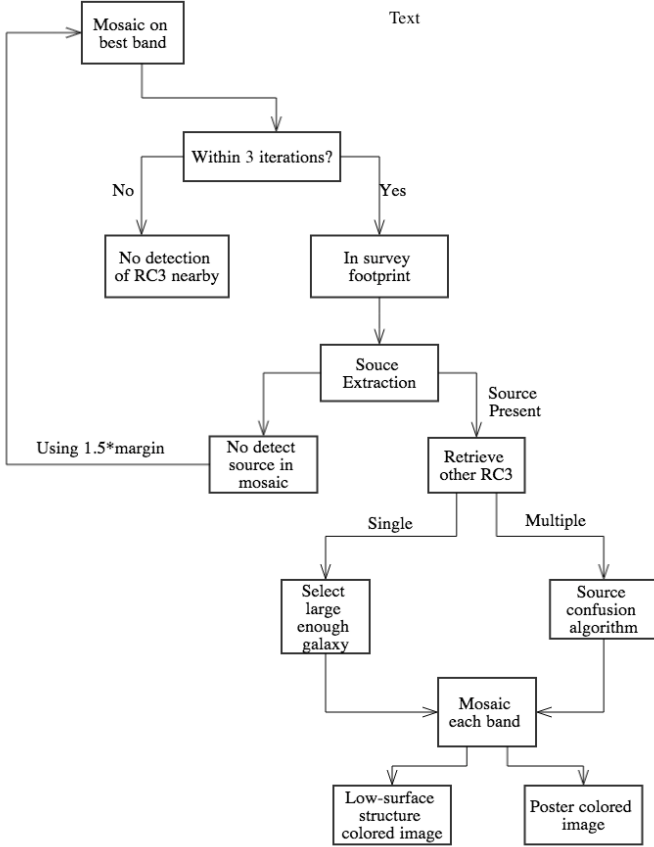 Text
Mosaic on
best band
Within 3 iterations?
No
Yes
No detection
of RC3 nearby
In survey
footprint
Souce
Extraction
Source
Present
Using 1.5*margin
No detect
source in
mosaic
Retrieve
other RC3
Single
Multiple
Select
large
enough
galaxy
Source
confusion
algorithm
Mosaic
each band
Low-surface
structure
colored image
Poster colored
image